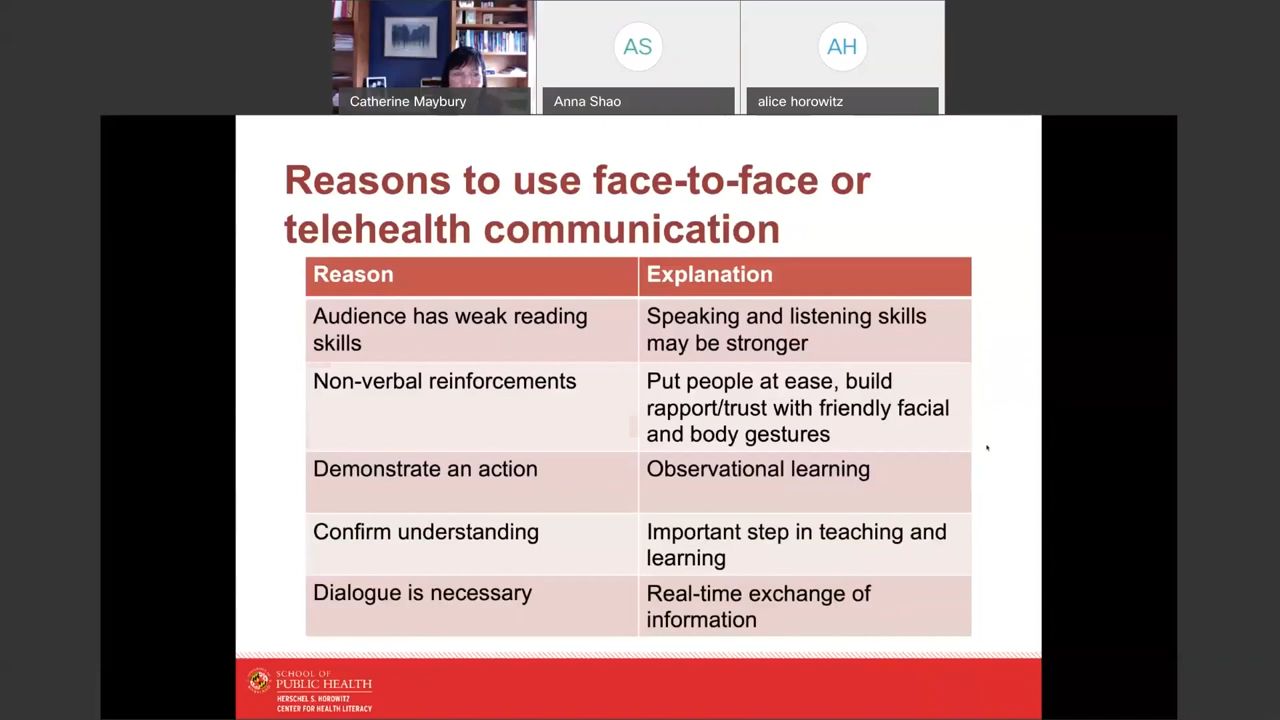 AS
AH
Catherine Maybury
Anna Shao
alice horowitz
Reasons to use face-to-face or
telehealth communication
Reason
Explanation
Audience has weak reading
skills
Speaking and listening skills
may be stronger
Non-verbal reinforcements
Put people at ease, build
rapport/trust with friendly facial
and body gestures
Demonstrate an action
Observational learning
Confirm understanding
Important step in teaching and
learning
Dialogue is necessary
Real-time exchange of
information
SCHOOL OF
PUBLIC HEALTH
HERSCHEL S. HOROWITZ
CENTER FOR HEALTH LITERACY